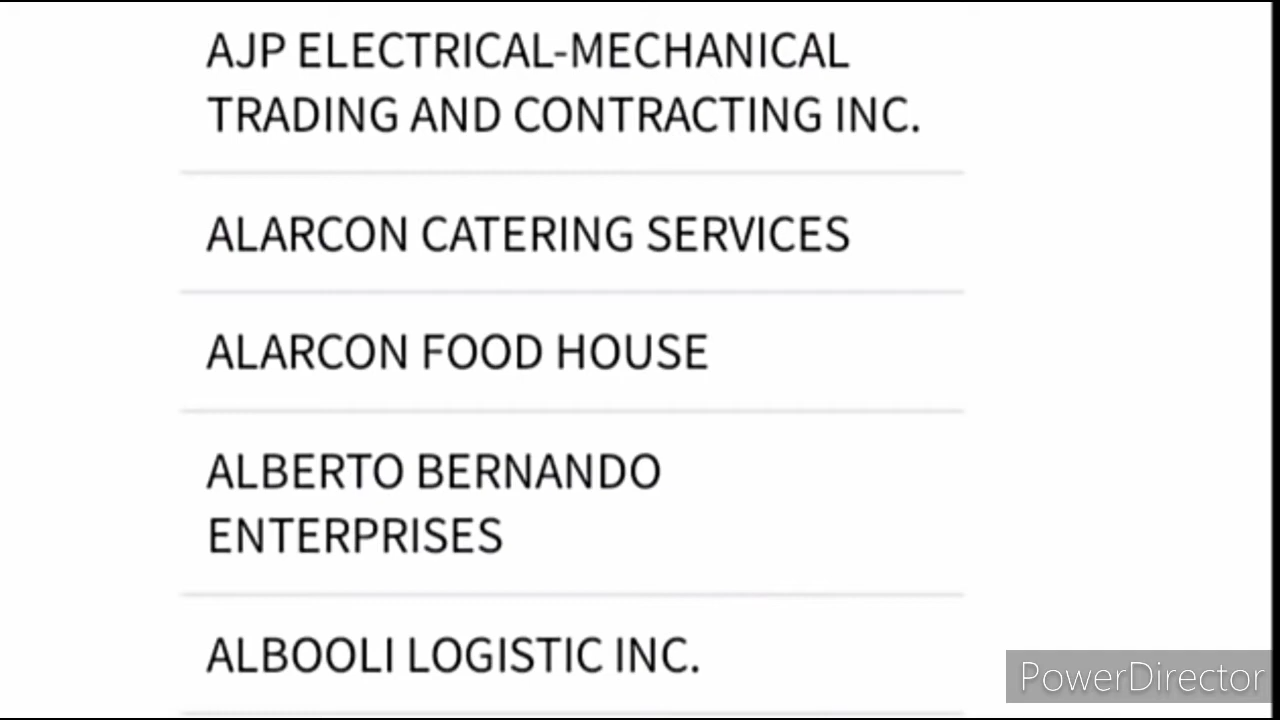 AJP ELECTRICAL-MECHANICAL
TRADING AND CONTRACTING INC.
ALARCON CATERING SERVICES
ALARCON FOOD HOUSE
ALBERTO BERNANDO
ENTERPRISES
ALBOOLI LOGISTIC INC.
PowerDirector